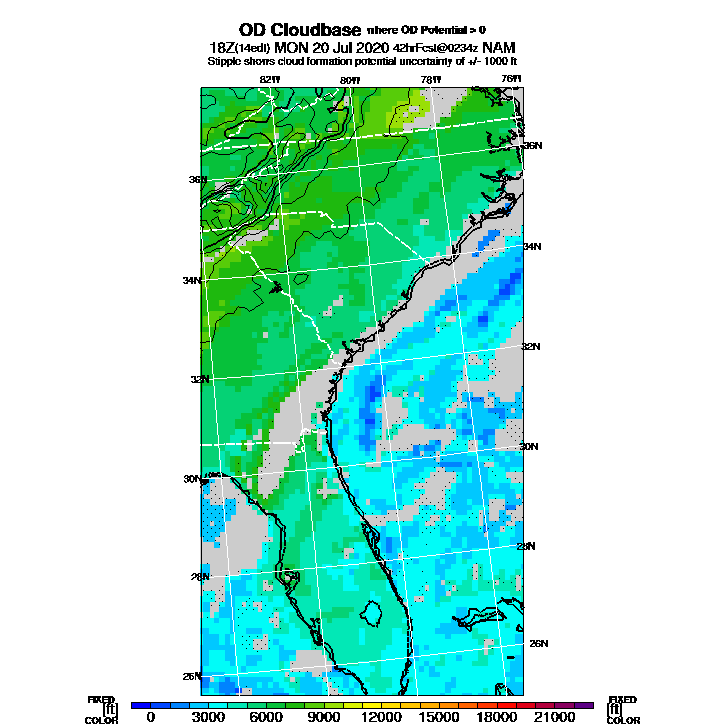 OD Cloudbase where OD Potential > 0
18Z(14edt) MON 20 Jul 2020 42hrFcst@0234z NAM
Stipple shows cloud formation potential uncertainty of +/- 1000 ft
82W 80W 78W 76W
36N
36N
34N
34N
32N
32N
30N
30N
28N
28N
26N
26N
FIXED [ft] COLOR
0 3000 6000 9000 12000 15000 18000 21000
FIXED [ft] COLOR